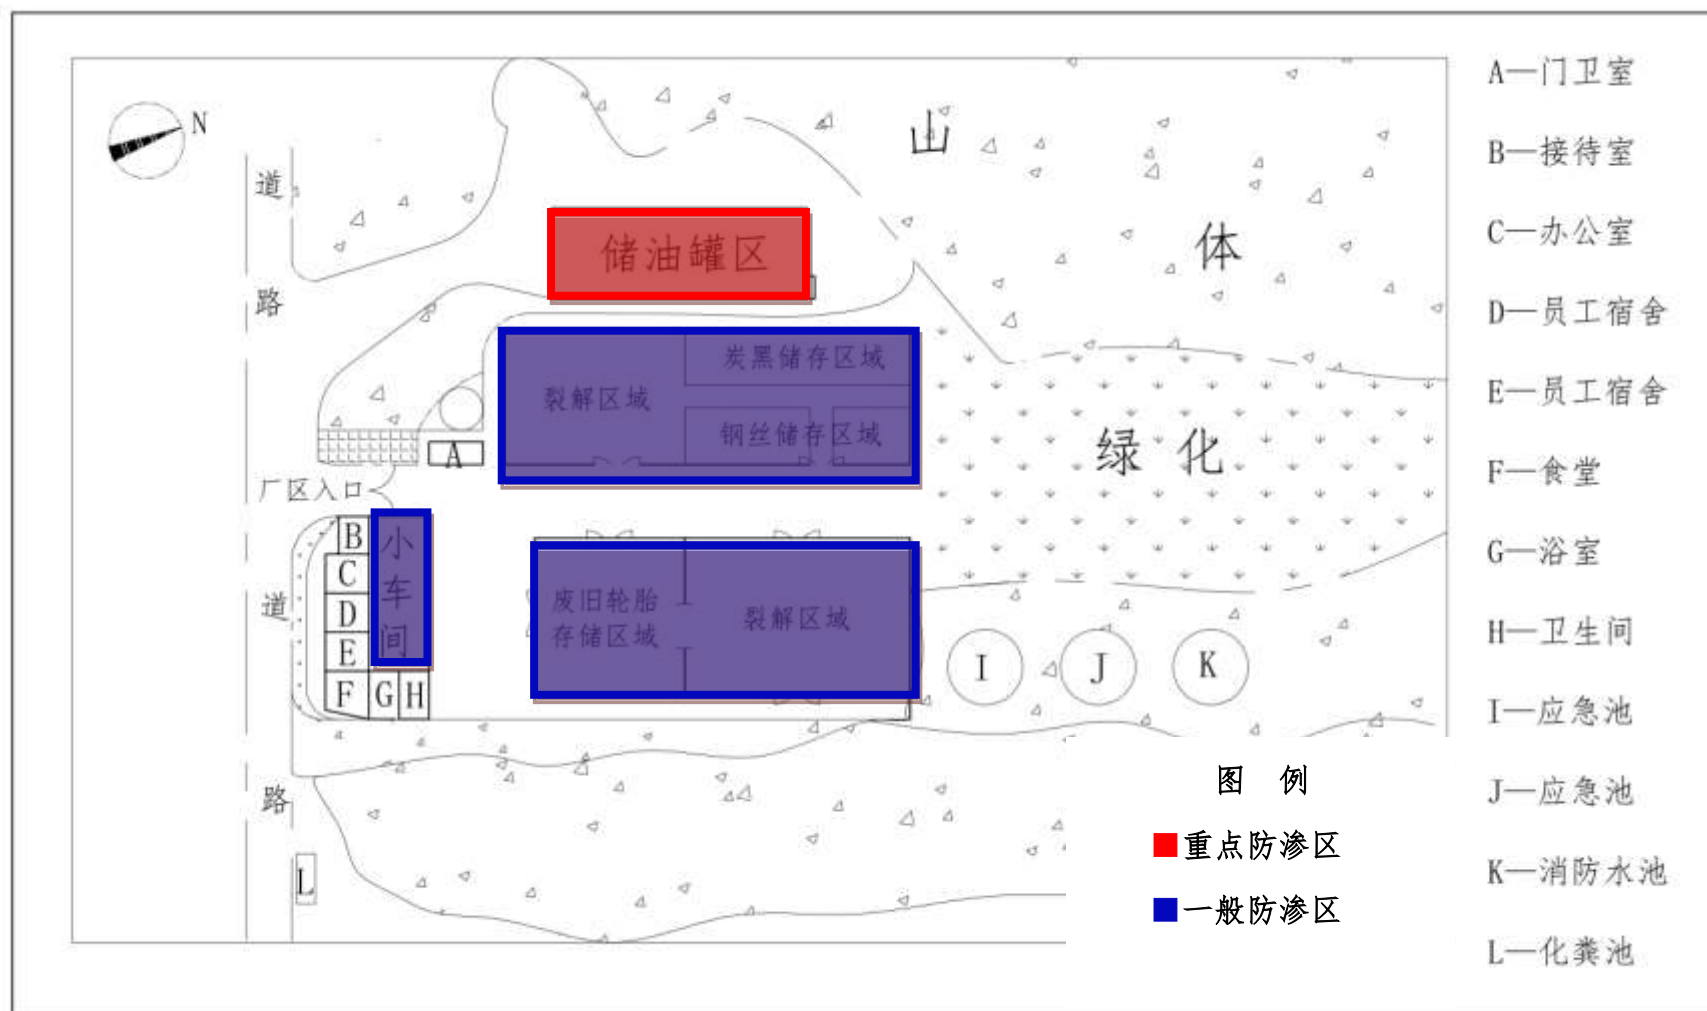 N
道
路
山
体
储油罐区
炭黑储存区域
裂解区域
钢丝储存区域
绿 化
A
厂区入口
B
C
D
E
F
G
H
小
车
间
道
路
废旧轮胎
存储区域
裂解区域
I
J
K
L
图 例
重点防渗区
一般防渗区
A—门卫室
B—接待室
C—办公室
D—员工宿舍
E—员工宿舍
F—食堂
G—浴室
H—卫生间
I—应急池
J—应急池
K—消防水池
L—化粪池